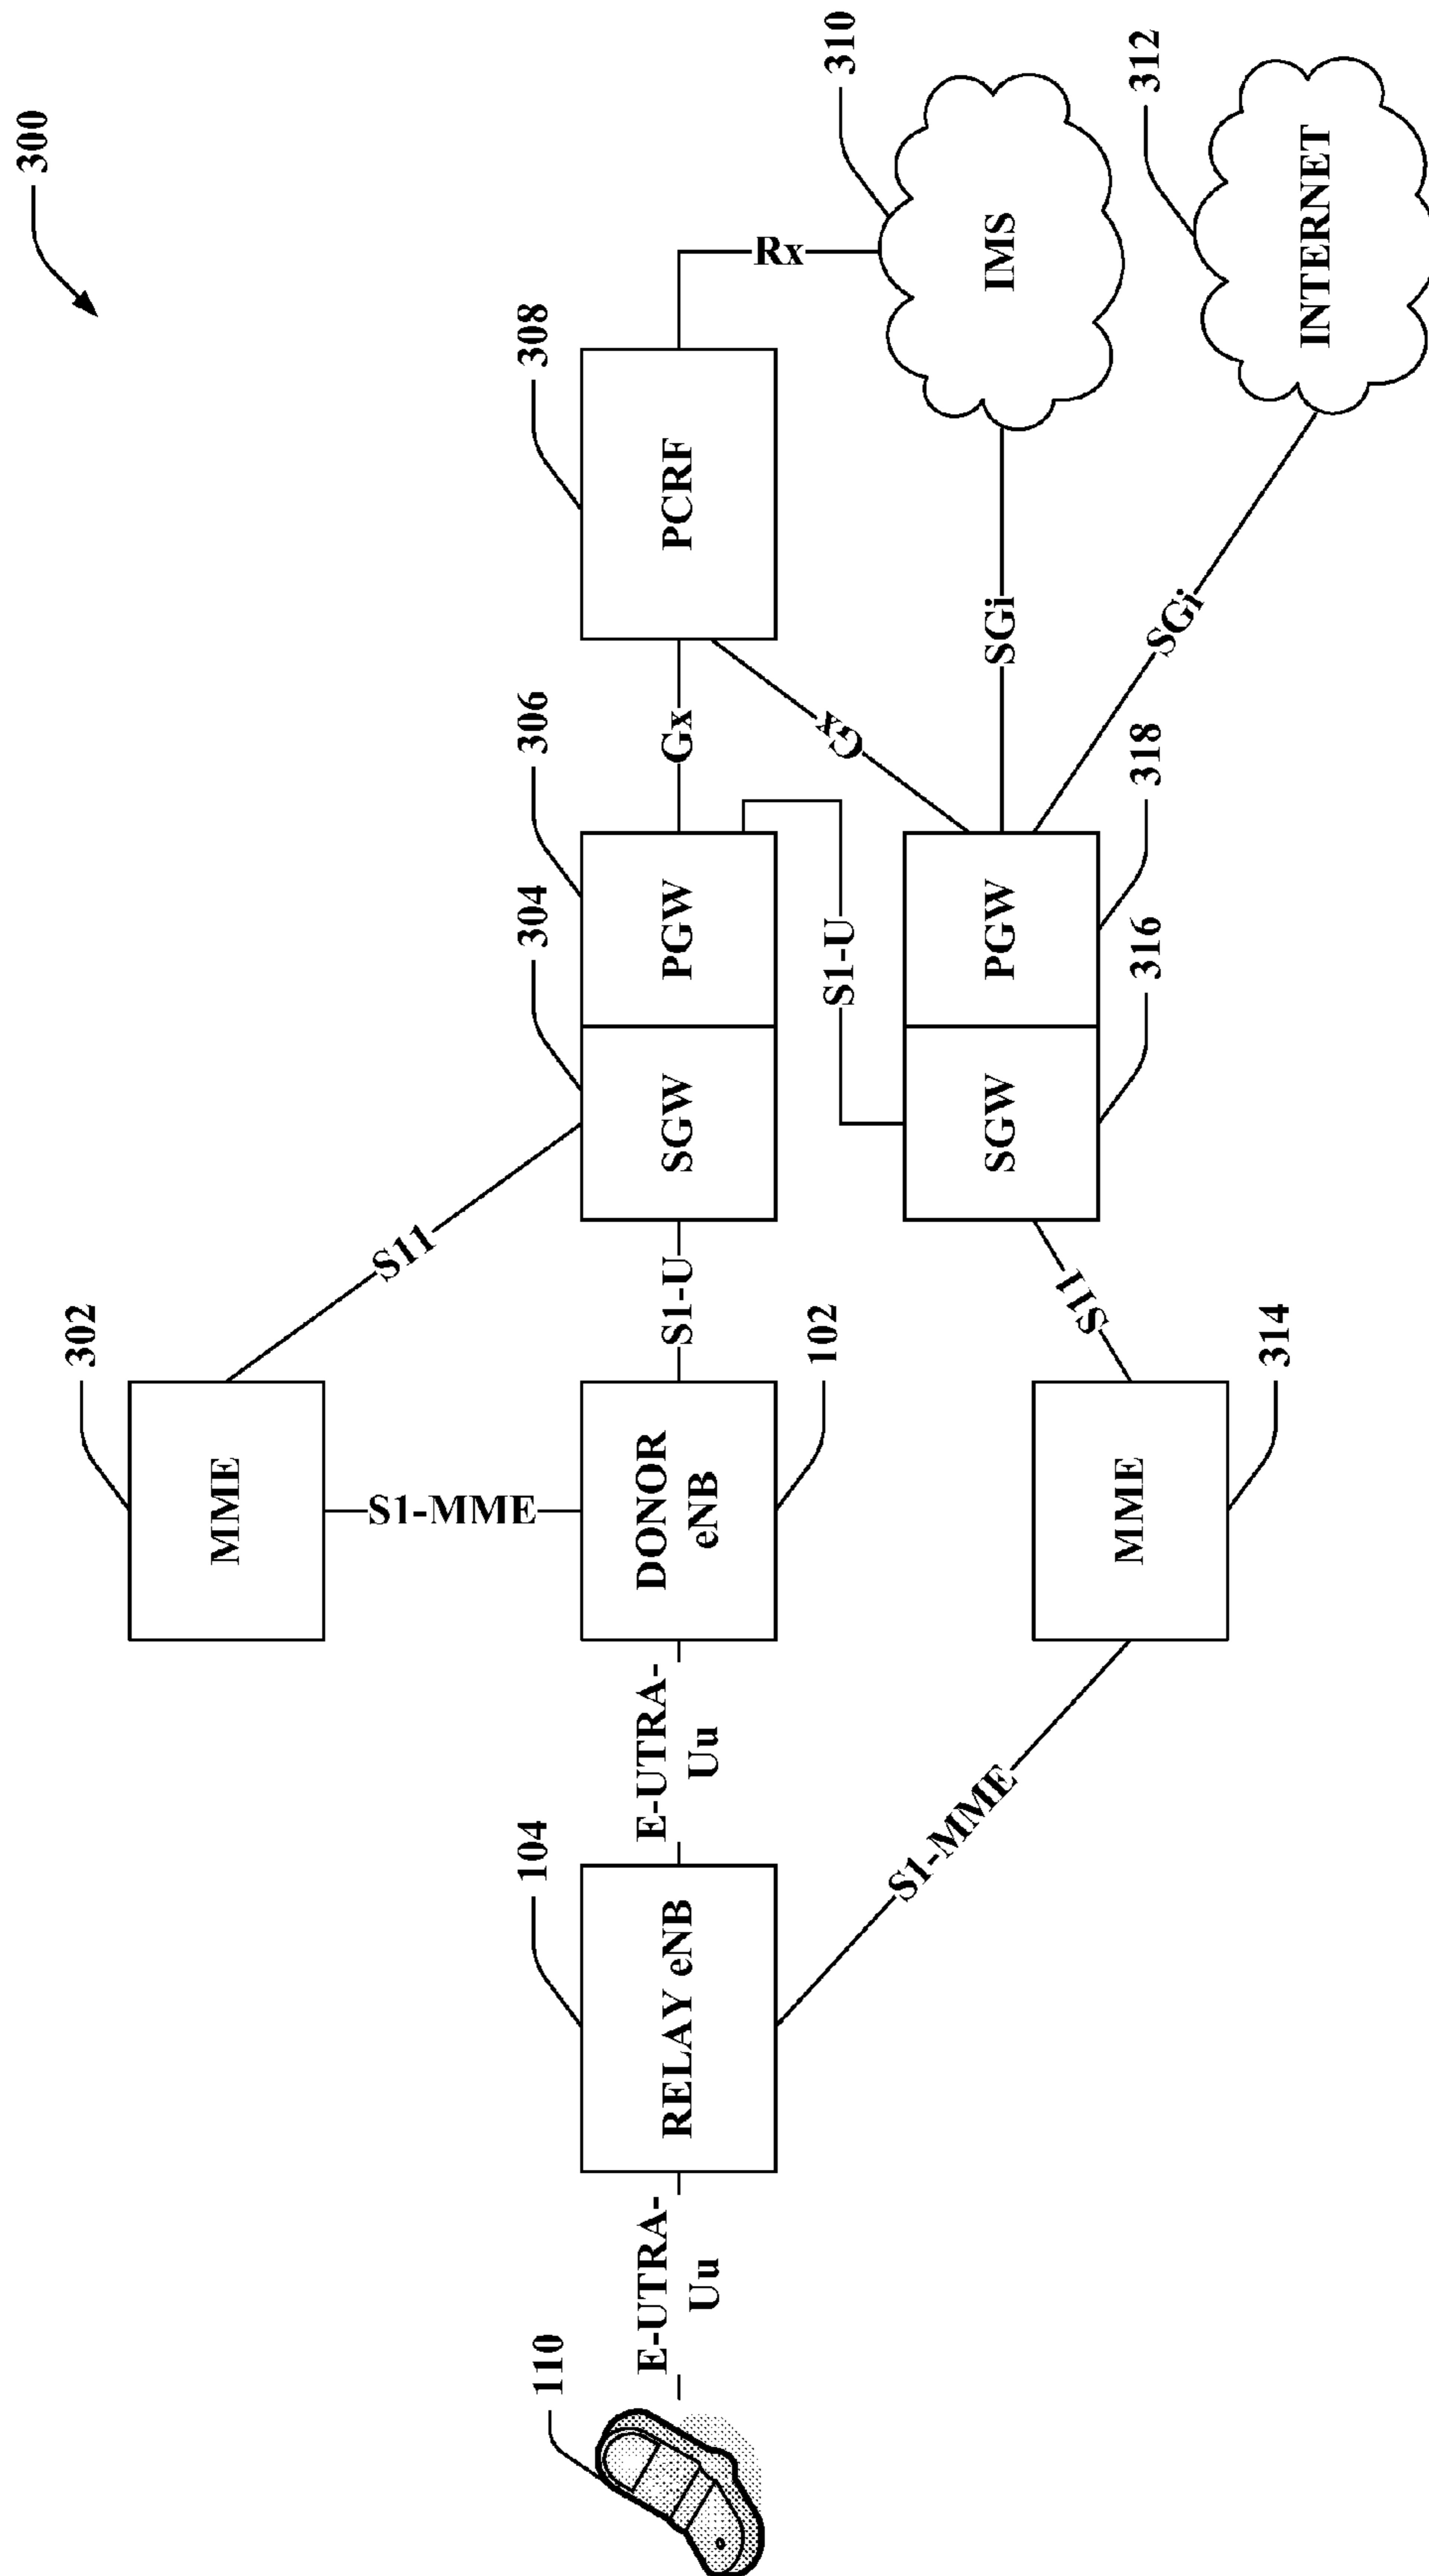 300
302
MME
S11
S1-MME
110
E-UTRA-
Uu
104
RELAY eNB
E-UTRA-
Uu
DONOR
eNB
102
S1-U
304
SGW
306
PGW
Gx
308
PCRF
Rx
310
IMS
S1-U
Gx
SGi
SGi
312
INTERNET
S1-MME
MME
314
S11
SGW
316
PGW
318